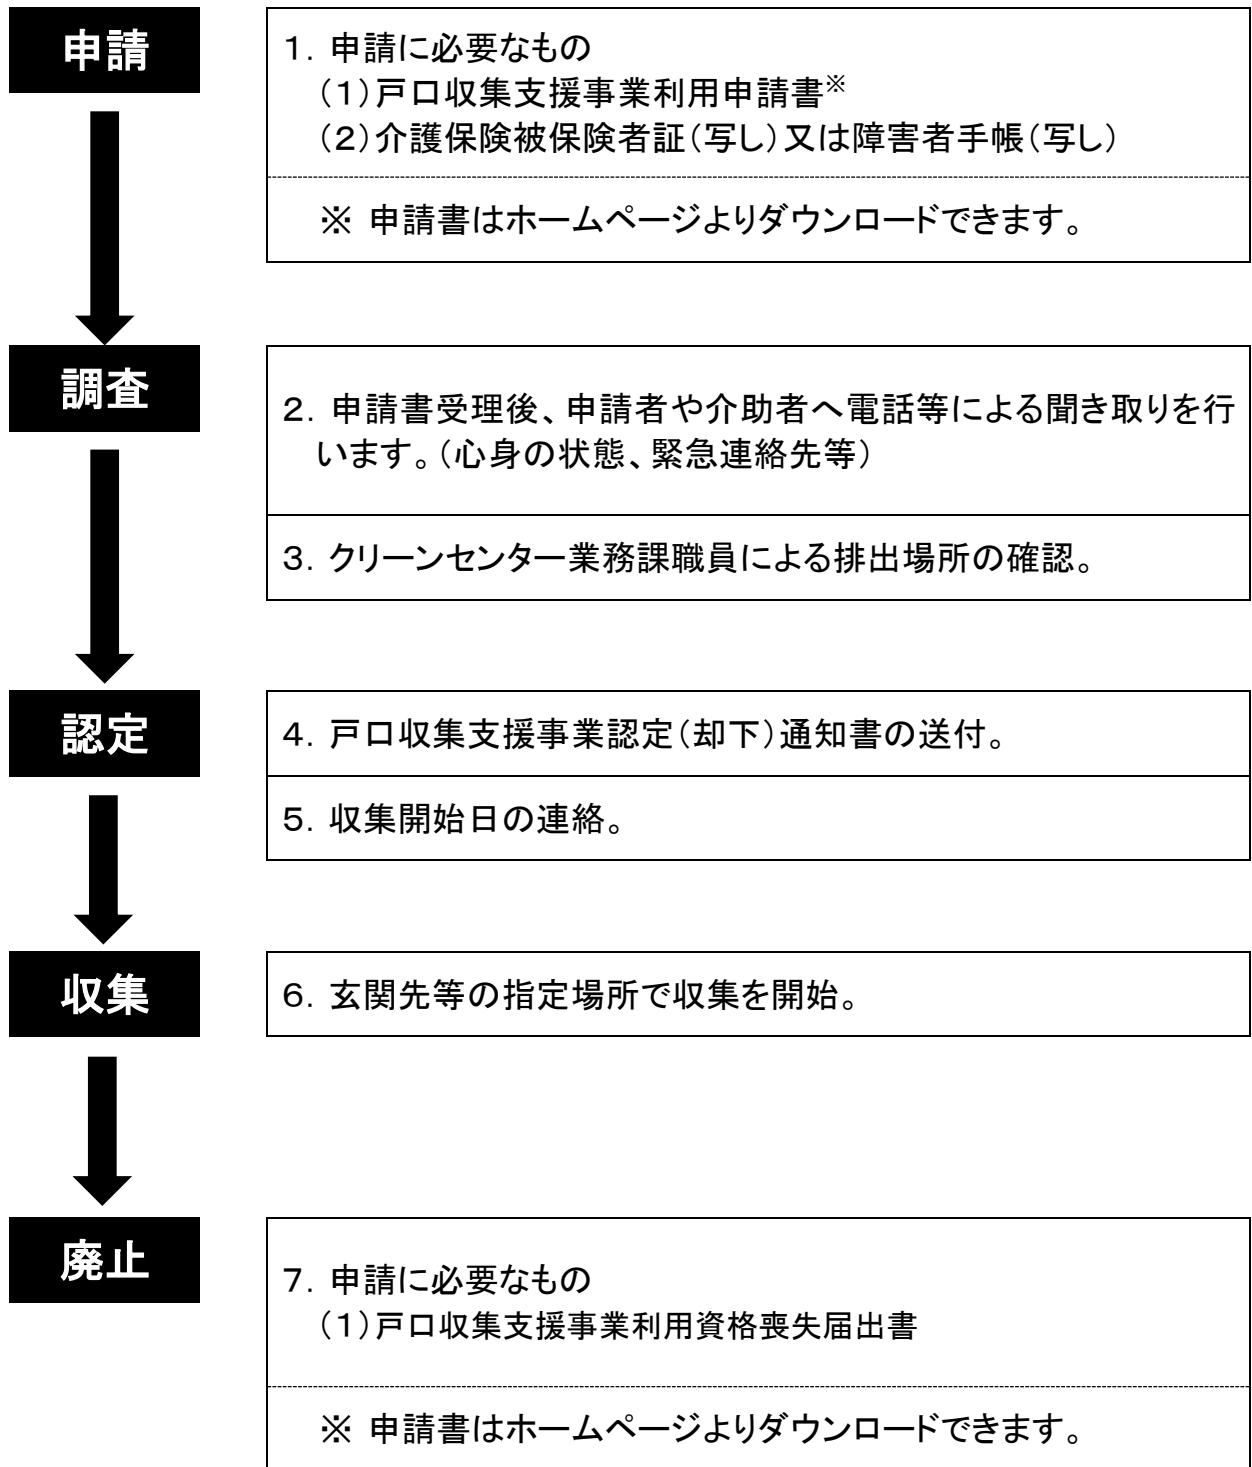 申請
１．申請に必要なもの
（１）戸口収集支援事業利用申請書※
（２）介護保険被保険者証（写し）又は障害者手帳（写し）
※ 申請書はホームページよりダウンロードできます。
調査
２．申請書受理後、申請者や介助者へ電話等による聞き取りを行
います。（心身の状態、緊急連絡先等）
３．クリーンセンター業務課職員による排出場所の確認。
認定
４．戸口収集支援事業認定（却下）通知書の送付。
５．収集開始日の連絡。
収集
６．玄関先等の指定場所で収集を開始。
廃止
７．申請に必要なもの
（１）戸口収集支援事業利用資格喪失届出書
※ 申請書はホームページよりダウンロードできます。